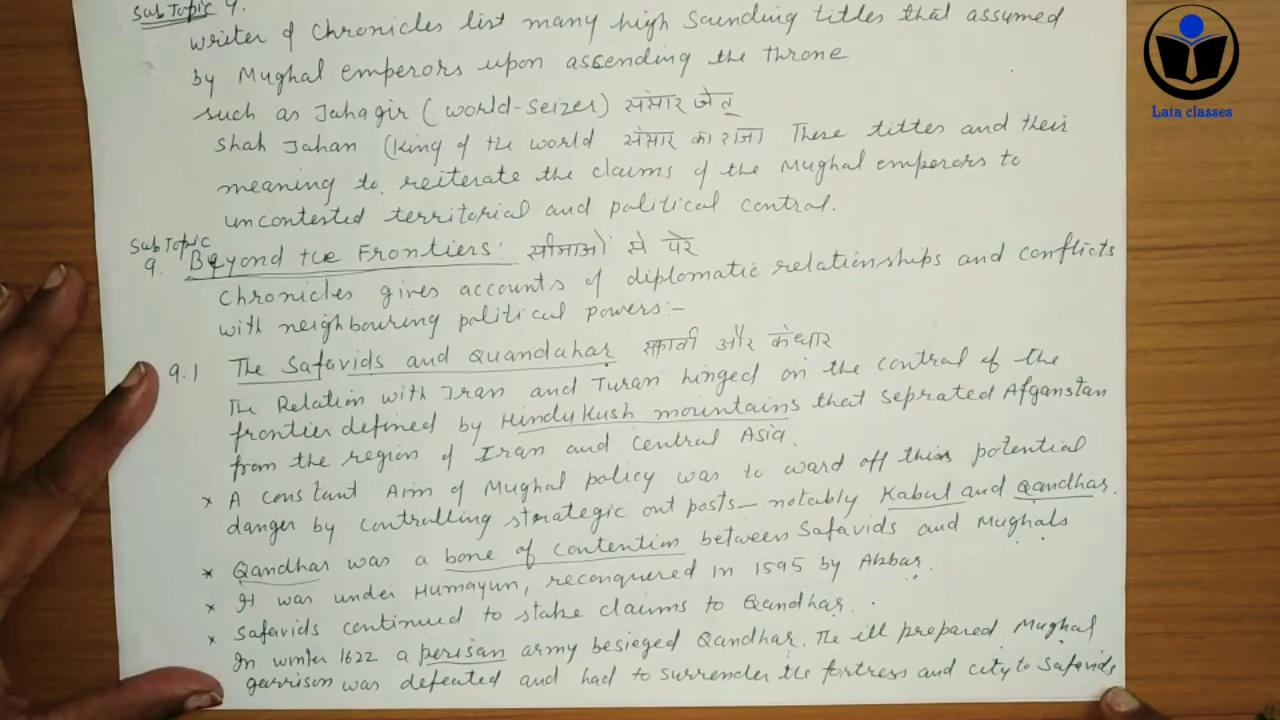 Sub Topic 9.
writer of Chronicles list many high Sounding titles that assumed
by Mughal emperors upon asscending the throne
such as Jahagir (world-seizer) संसार जेतू
Shah Jahan (King of the world संसार का राजा These tittes and their
meaning to reiterate the claims of the Mughal emperors to
uncontested territorial and political control.
Sub Topic
9. Beyond the Frontiers: सीमाओं से परे
Chronicles gives accounts of diplomatic relationships and conflicts
with neighbouring political powers:-
9.1 The Safavids and Quandahar सफावी और कंधार
The Relation with Iran and Turan hinged on the control of the
frontier defined by HinduKush mountains that seprated Afganstan
from the region of Iran and Central Asia.
* A constant Aim of Mughal policy was to ward off this potential
danger by controlling strategic out posts- notably Kabul and Qandhar.
* Qandhar was a bone of contention between Safavids and Mughals
* It was under Humayun, reconquered in 1595 by Akbar.
* Safavids continued to stake claims to Qandhar.
In winter 1622 a perisan army besieged Qandhar. The ill prepared Mughal
garrison was defeated and had to surrender the fortress and city to Safavids
Lata classes